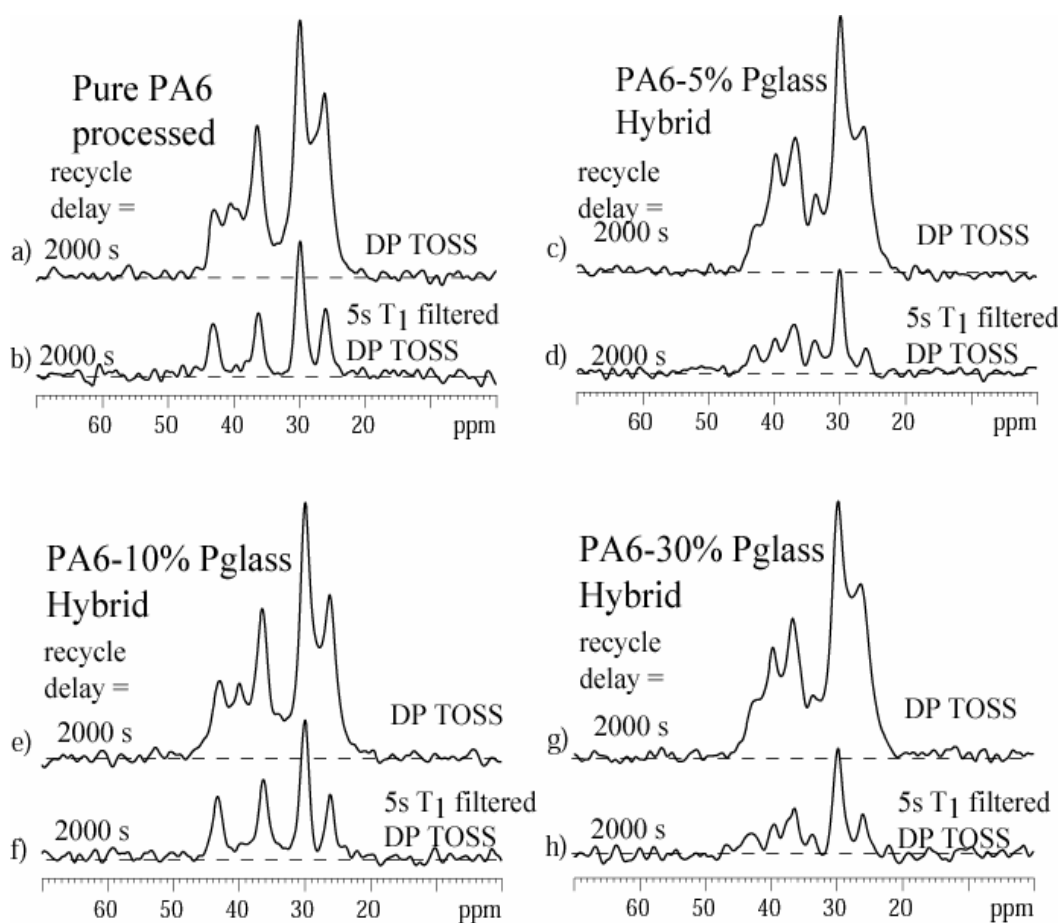 Pure PA6
processed
recycle
delay =
a) 2000 s
DP TOSS
b) 2000 s
5s T1 filtered
DP TOSS
60 50 40 30 20 ppm
PA6-5% Pglass
Hybrid
recycle
delay =
c) 2000 s
DP TOSS
d) 2000 s
5s T1 filtered
DP TOSS
60 50 40 30 20 ppm
PA6-10% Pglass
Hybrid
recycle
delay =
e) 2000 s
DP TOSS
f) 2000 s
5s T1 filtered
DP TOSS
60 50 40 30 20 ppm
PA6-30% Pglass
Hybrid
recycle
delay =
g) 2000 s
DP TOSS
h) 2000 s
5s T1 filtered
DP TOSS
60 50 40 30 20 ppm